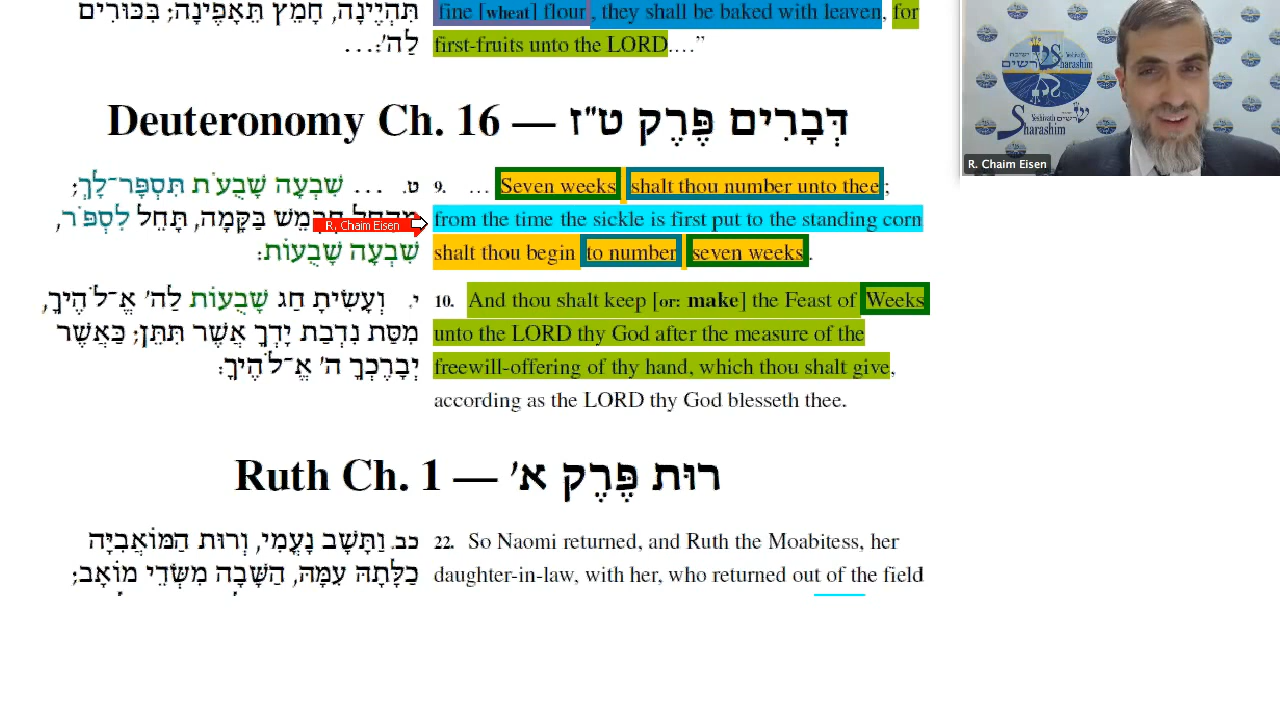 תִּהְיֶינָה, חָמֵץ תֵּאָפֶינָה; בִּכּוּרִים
לַה':...
fine [wheat] flour, they shall be baked with leaven, for
first-fruits unto the LORD....”
Deuteronomy Ch. 16 — דְּבָרִים פֶּרֶק ט"ז
ט. ... שִׁבְעָה שָׁבֻעֹת תִּסְפָּר־לָךְ;
לִסְפֹּר,
שִׁבְעָה שָׁבֻעוֹת:
9. ... Seven weeks shalt thou number unto thee;
from the time the sickle is first put to the standing corn
shalt thou begin to number seven weeks.
R. Chaim Eisen
י. וְעָשִׂיתָ חַג שָׁבֻעוֹת לַה' אֱ־לֹהֶיךָ,
מִסַּת נִדְבַת יָדְךָ אֲשֶׁר תִּתֵּן; כַּאֲשֶׁר
יְבָרֶכְךָ ה' אֱ־לֹהֶיךָ:
10. And thou shalt keep [or: make] the Feast of Weeks
unto the LORD thy God after the measure of the
freewill-offering of thy hand, which thou shalt give,
according as the LORD thy God blesseth thee.
Ruth Ch. 1 — רוּת פֶּרֶק א'
כב. וַתָּשָׁב נָעֳמִי, וְרוּת הַמּוֹאֲבִיָּה
כַלָּתָהּ עִמָּהּ, הַשָּׁבָה מִשְּׂדֵי מוֹאָב;
22. So Naomi returned, and Ruth the Moabitess, her
daughter-in-law, with her, who returned out of the field
Yeshivath
Sharashim
R. Chaim Eisen